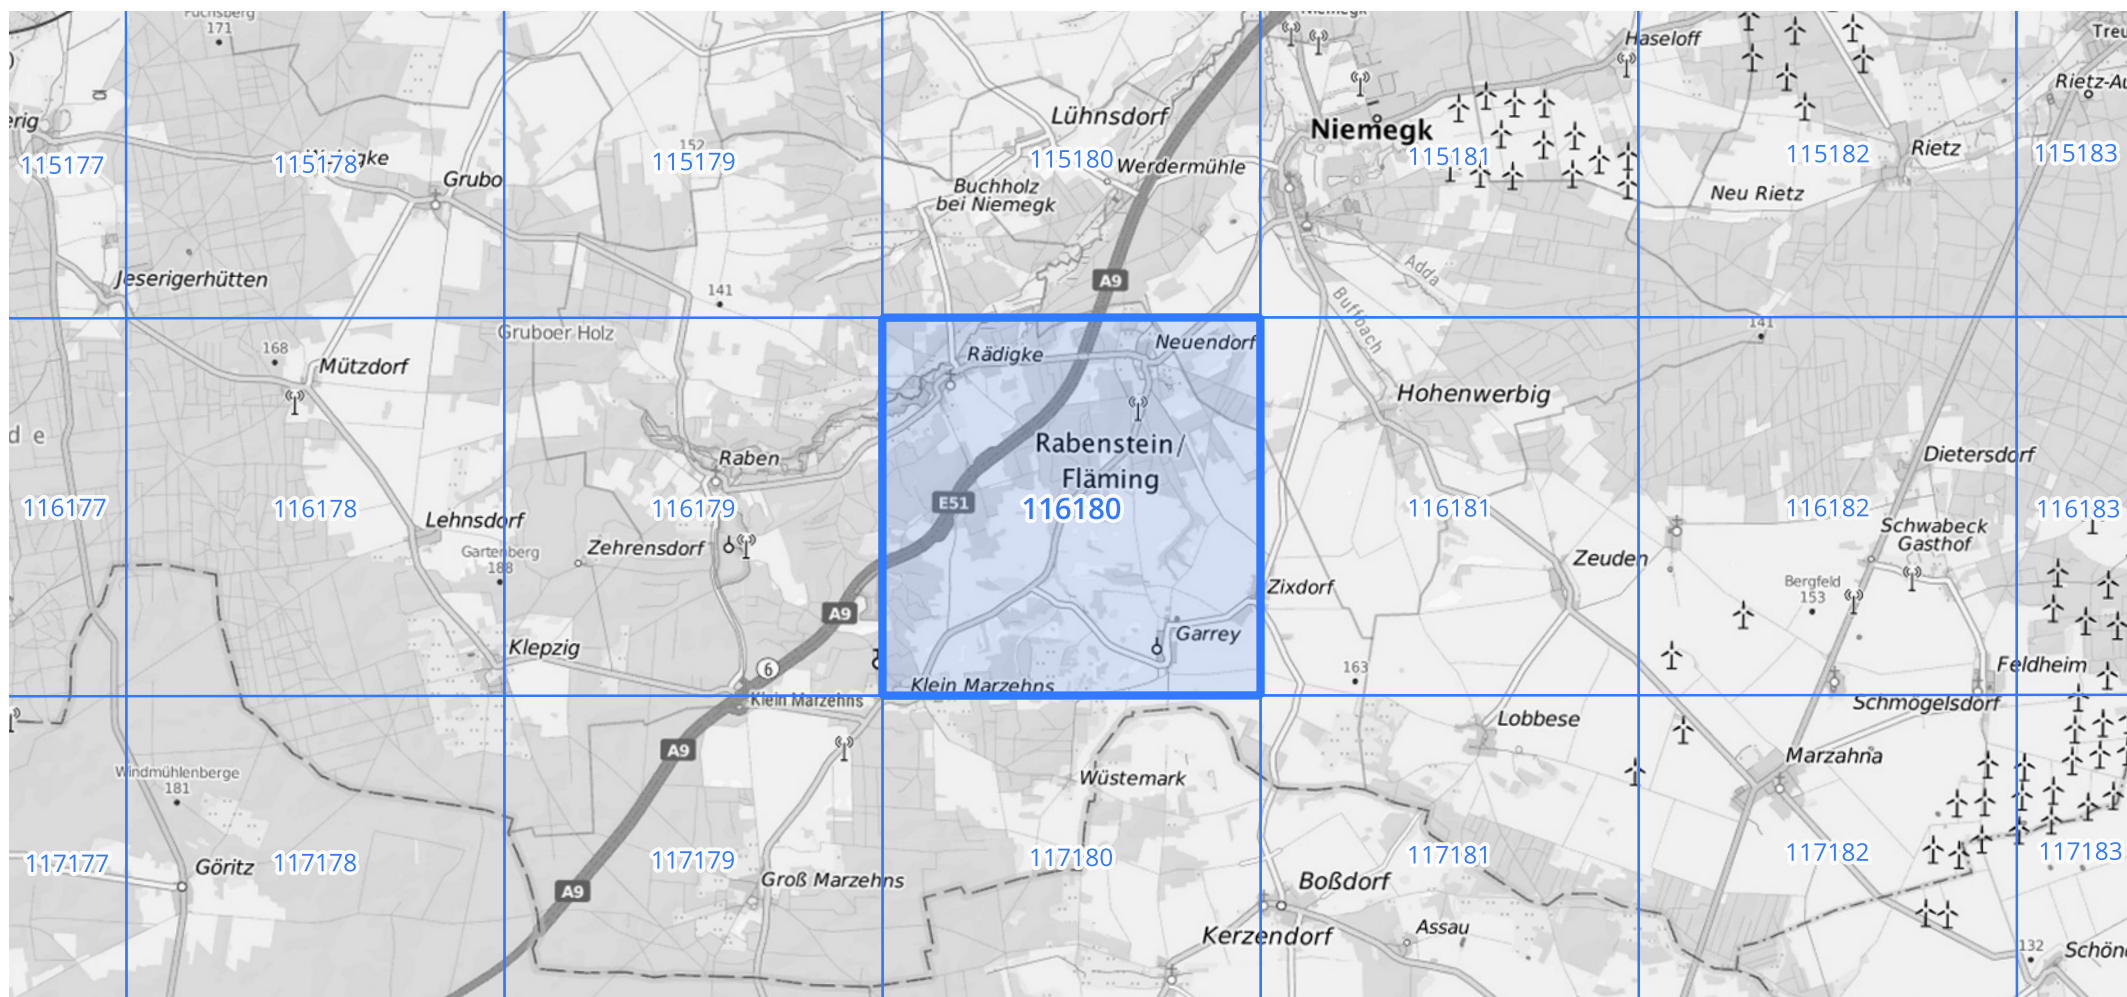 Fuchsberg
171
Niemegk
Haseloff
Treu
Rietz-Au
erig
152
Lühnsdorf
Niemegk
115177
115178
115179
115180
Werdermühle
115181
115182
Rietz
115183
Grubo
Buchholz
bei Niemegk
Neu Rietz
Jeserigerhütten
141
A9
Adda
Buffbach
Gruboer Holz
168
Mützdorf
Rädigke
Neuendorf
141
Hohenwerbig
d e
Raben
Rabenstein/
Fläming
Dietersdorf
116177
116178
Lehnsdorf
116179
E51
116180
116181
116182
116183
Schwabeck
Gasthof
Gartenberg
188
Zehrensdorf
Zeuden
Zixdorf
Bergfeld
153
A9
Klepzig
6
Garrey
163
Feldheim
Klein Marzehns
Klein Marzehns
Schmögelsdorf
Lobbese
A9
Marzahna
Windmühlenberge
181
Wüstemark
117177
Göritz
117178
117179
117180
117181
117182
117183
A9
Groß Marzehns
Boßdorf
Kerzendorf
Assau
132
Schön